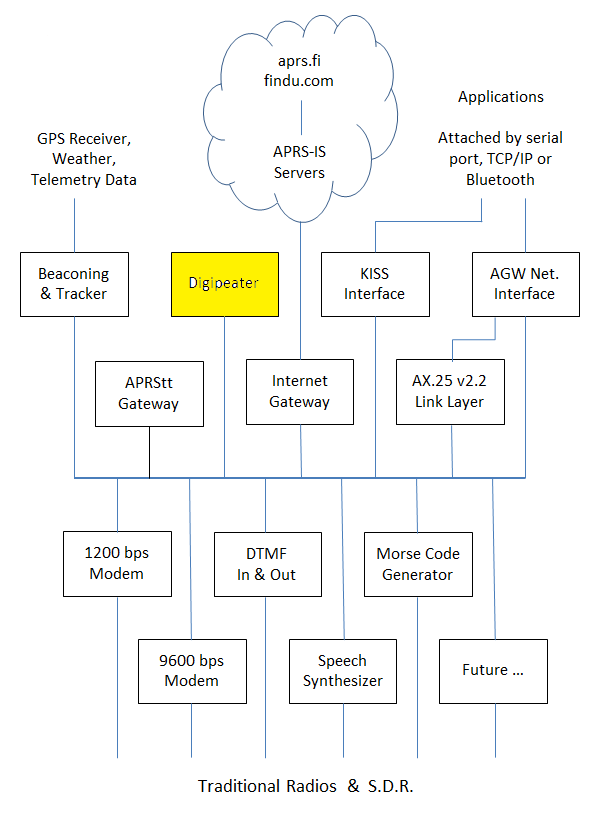 aprs.fi
findu.com
APRS-IS
Servers
Applications
Attached by serial
port, TCP/IP or
Bluetooth
GPS Receiver,
Weather,
Telemetry Data
Beaconing
& Tracker
Digipeater
KISS
Interface
AGW Net.
Interface
APRStt
Gateway
Internet
Gateway
AX.25 v2.2
Link Layer
1200 bps
Modem
DTMF
In & Out
Morse Code
Generator
9600 bps
Modem
Speech
Synthesizer
Future ...
Traditional Radios & S.D.R.